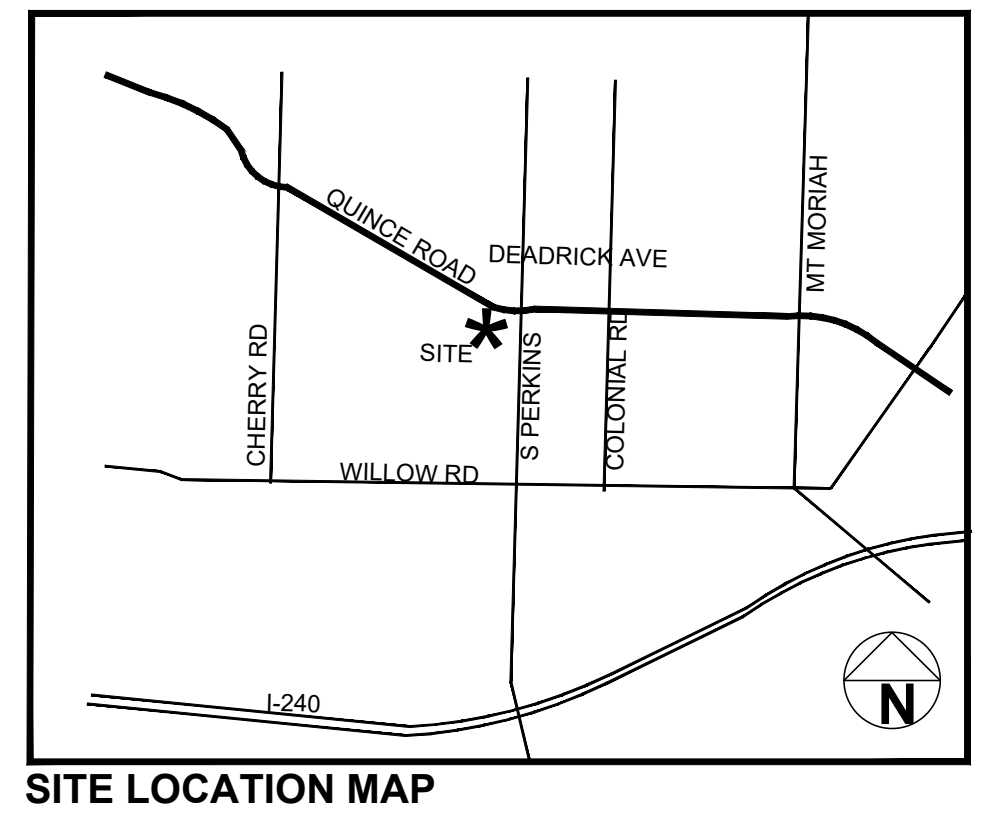 QUINCE ROAD
DEADRICK AVE
MT MORIAH
SITE
CHERRY RD
S PERKINS
COLONIAL RD
WILLOW RD
I-240
N
SITE LOCATION MAP